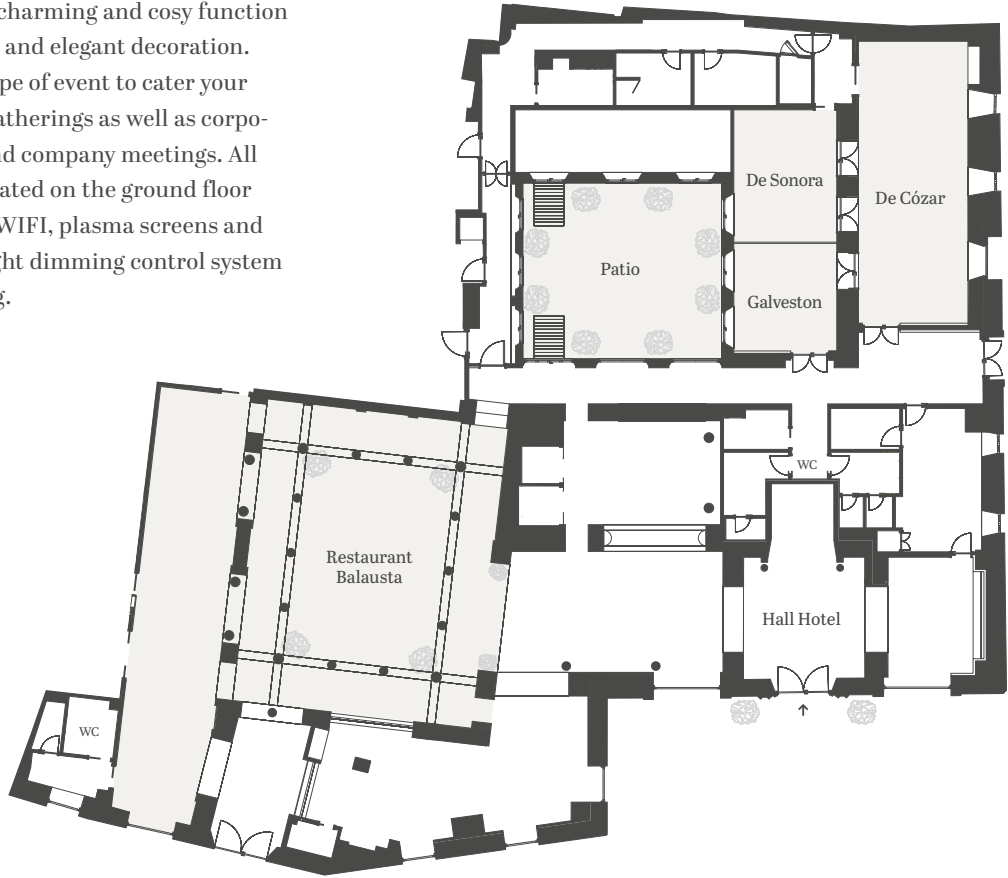 charming and cosy function
and elegant decoration.
pe of event to cater your
atherings as well as corpo-
nd company meetings. All
ated on the ground floor
WIFI, plasma screens and
ght dimming control system
g.
De Sonora
De Cózar
Patio
Galveston
WC
Restaurant
Balausta
Hall Hotel
WC